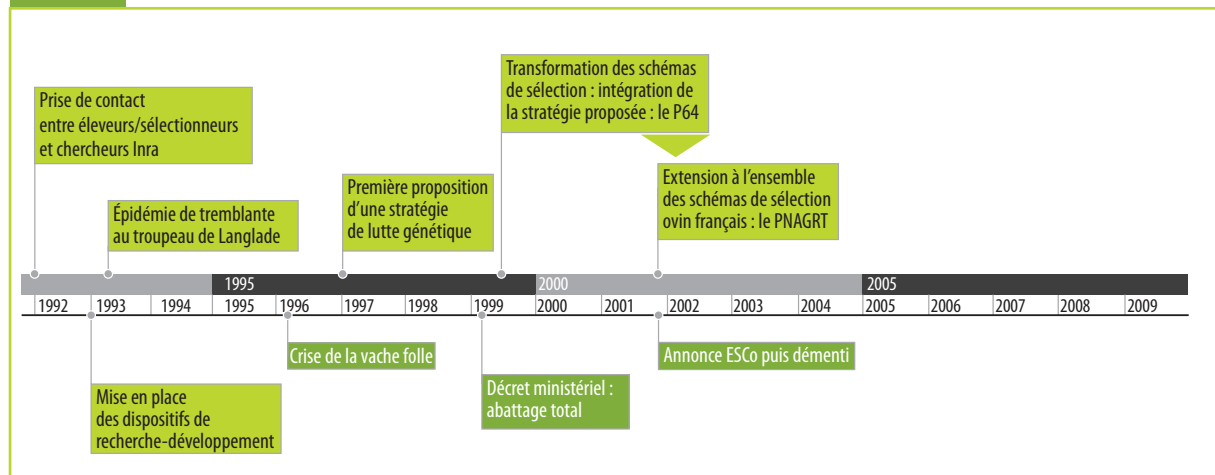 Prise de contact
entre éleveurs/sélectionneurs
et chercheurs Inra
Épidémie de tremblante
au troupeau de Langlade
Première proposition
d'une stratégie
de lutte génétique
Transformation des schémas
de sélection : intégration de
la stratégie proposée : le P64
Extension à l'ensemble
des schémas de sélection
ovin français : le PNAGRT
1995 2000 2005
1992 1993 1994 1995 1996 1997 1998 1999 2000 2001 2002 2003 2004 2005 2006 2007 2008 2009
Mise en place
des dispositifs de
recherche-développement
Crise de la vache folle
Décret ministériel :
abattage total
Annonce ESCo puis démenti